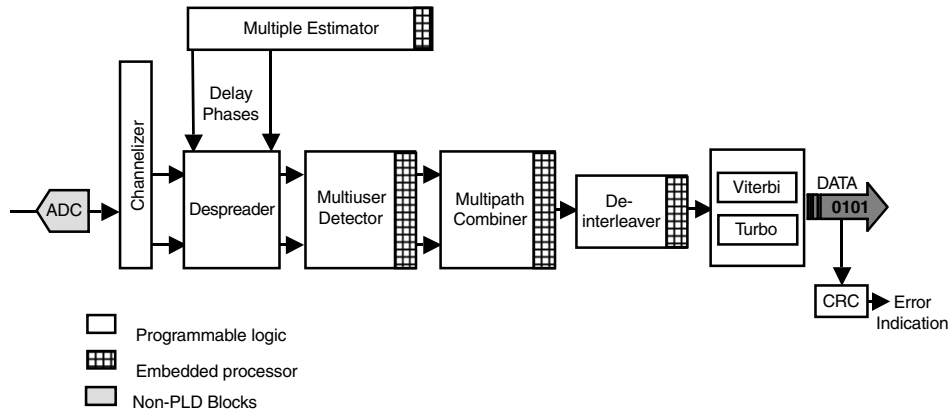 Multiple Estimator
Delay
Phases
Channelizer
ADC
Despreader
Multiuser
Detector
Multipath
Combiner
De-
interleaver
Viterbi
Turbo
DATA
0101
CRC
Error
Indication
Programmable logic
Embedded processor
Non-PLD Blocks